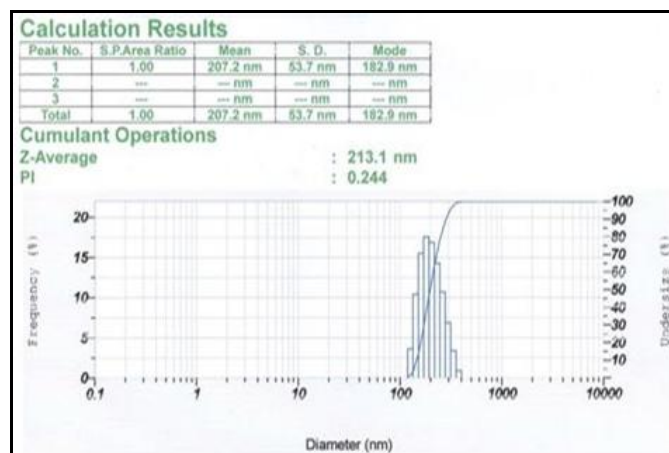 Calculation Results
Peak No. S.P.Area Ratio Mean S. D. Mode
1 1.00 207.2 nm 53.7 nm 182.9 nm
2 --- --- nm --- nm --- nm
3 --- --- nm --- nm --- nm
Total 1.00 207.2 nm 53.7 nm 182.9 nm
Cumulant Operations
Z-Average : 213.1 nm
PI : 0.244
Frequency (%)
20
15
10
5
0
100
90
80
70
60
50
40
30
20
10
Undersize (%)
0.1 1 10 100 1000 10000
Diameter (nm)